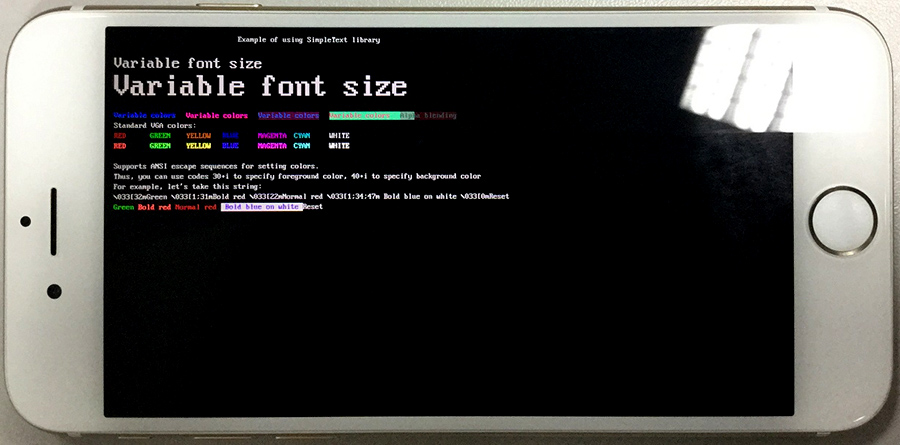 Example of using SimpleText library
Variable font size
Variable font size
Variable colors Variable colors Variable colors Variable colors Alpha blending
Standard VGA colors:
RED GREEN YELLOW BLUE MAGENTA CYAN WHITE
RED GREEN YELLOW BLUE MAGENTA CYAN WHITE
Supports ANSI escape sequences for setting colors.
Thus, you can use codes 30+i to specify foreground color, 40+i to specify background color
For example, let's take this string:
\033[32mGreen \033[1;31mBold red \033[22mNormal red \033[1;34;47m Bold blue on white \033[0mReset
Green Bold red Normal red Bold blue on white Reset